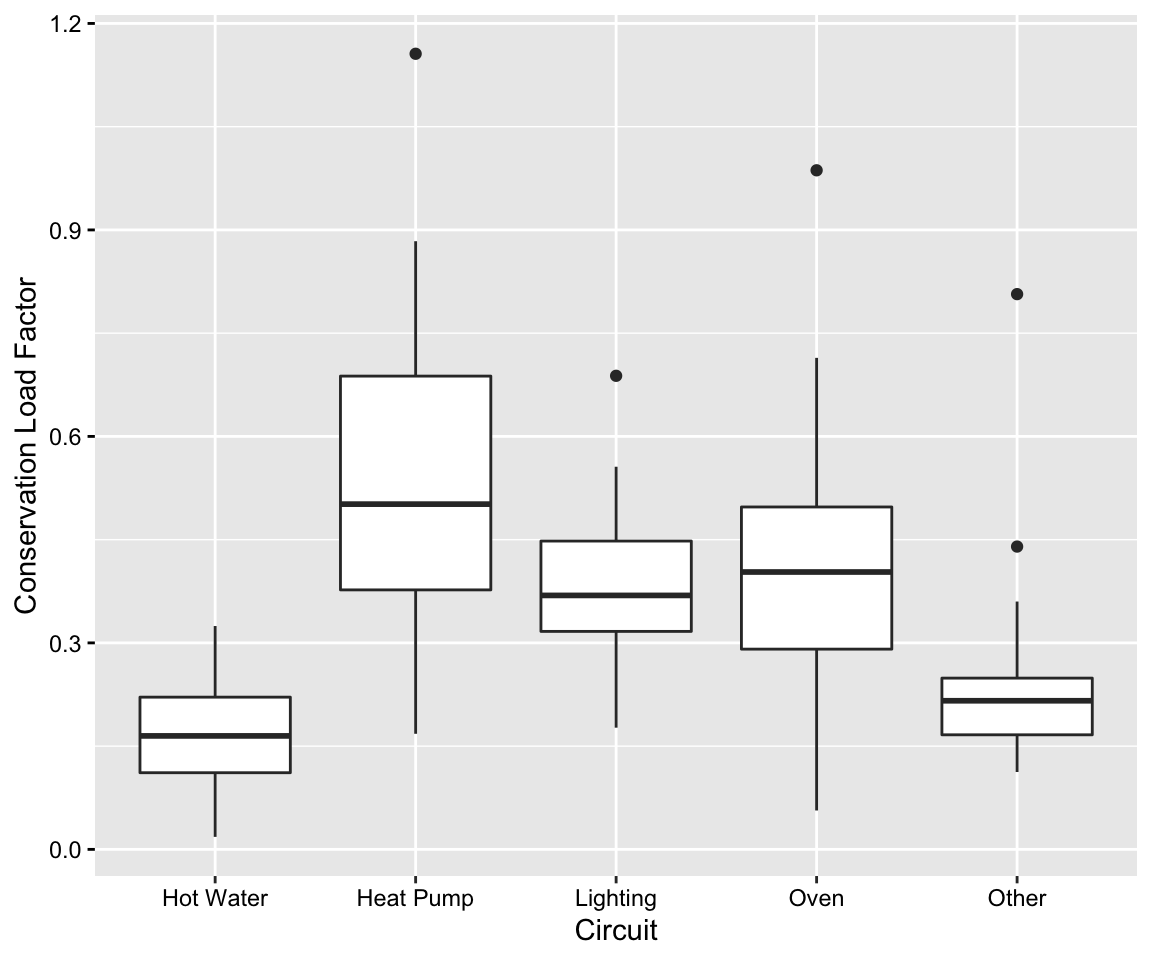 1.2
0.9
0.6
0.3
0.0
Conservation Load Factor
Hot Water
Heat Pump
Lighting
Oven
Other
Circuit